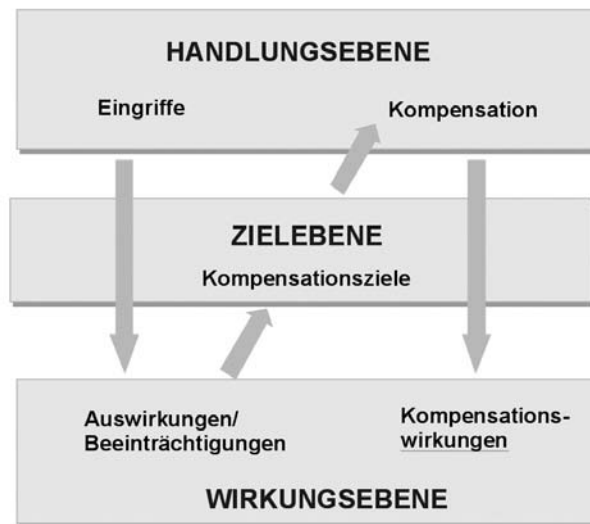 HANDLUNGSEBENE
Eingriffe
Kompensation
ZIELEBENE
Kompensationsziele
Auswirkungen/
Beeinträchtigungen
Kompensations-
wirkungen
WIRKUNGSEBENE